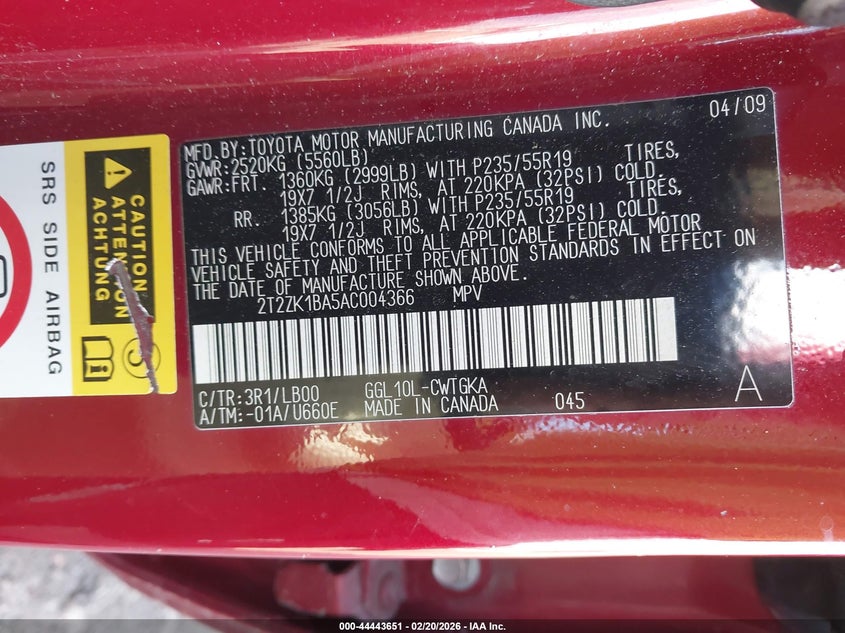 04/09
MFD.BY:TOYOTA MOTOR MANUFACTURING CANADA INC.
GVWR:2520KG (5560LB)
GAWR:FRT. 1360KG (2999LB) WITH P235/55R19 TIRES,
19X7 1/2J RIMS, AT 220KPA (32PSI) COLD.
RR. 1385KG (3056LB) WITH P235/55R19 TIRES,
19X7 1/2J RIMS, AT 220KPA (32PSI) COLD.
THIS VEHICLE CONFORMS TO ALL APPLICABLE FEDERAL MOTOR
VEHICLE SAFETY AND THEFT PREVENTION STANDARDS IN EFFECT ON
THE DATE OF MANUFACTURE SHOWN ABOVE.
2T2ZK1BA5AC004366 MPV
C/TR:3R1/LB00 GGL10L-CWTGKA
A/TM:-01A/U660E MADE IN CANADA 045 A
SRS SIDE AIRBAG
CAUTION
ATTENTION
ACHTUNG
000-44443651 | 02/20/2026 | IAA Inc.